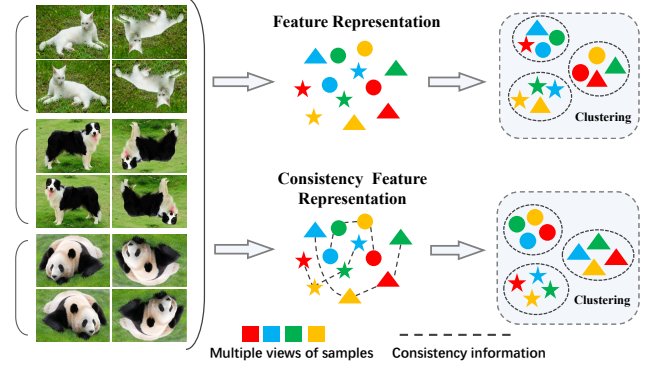 Feature Representation
Clustering
Consistency Feature
Representation
Clustering
Multiple views of samples
Consistency information